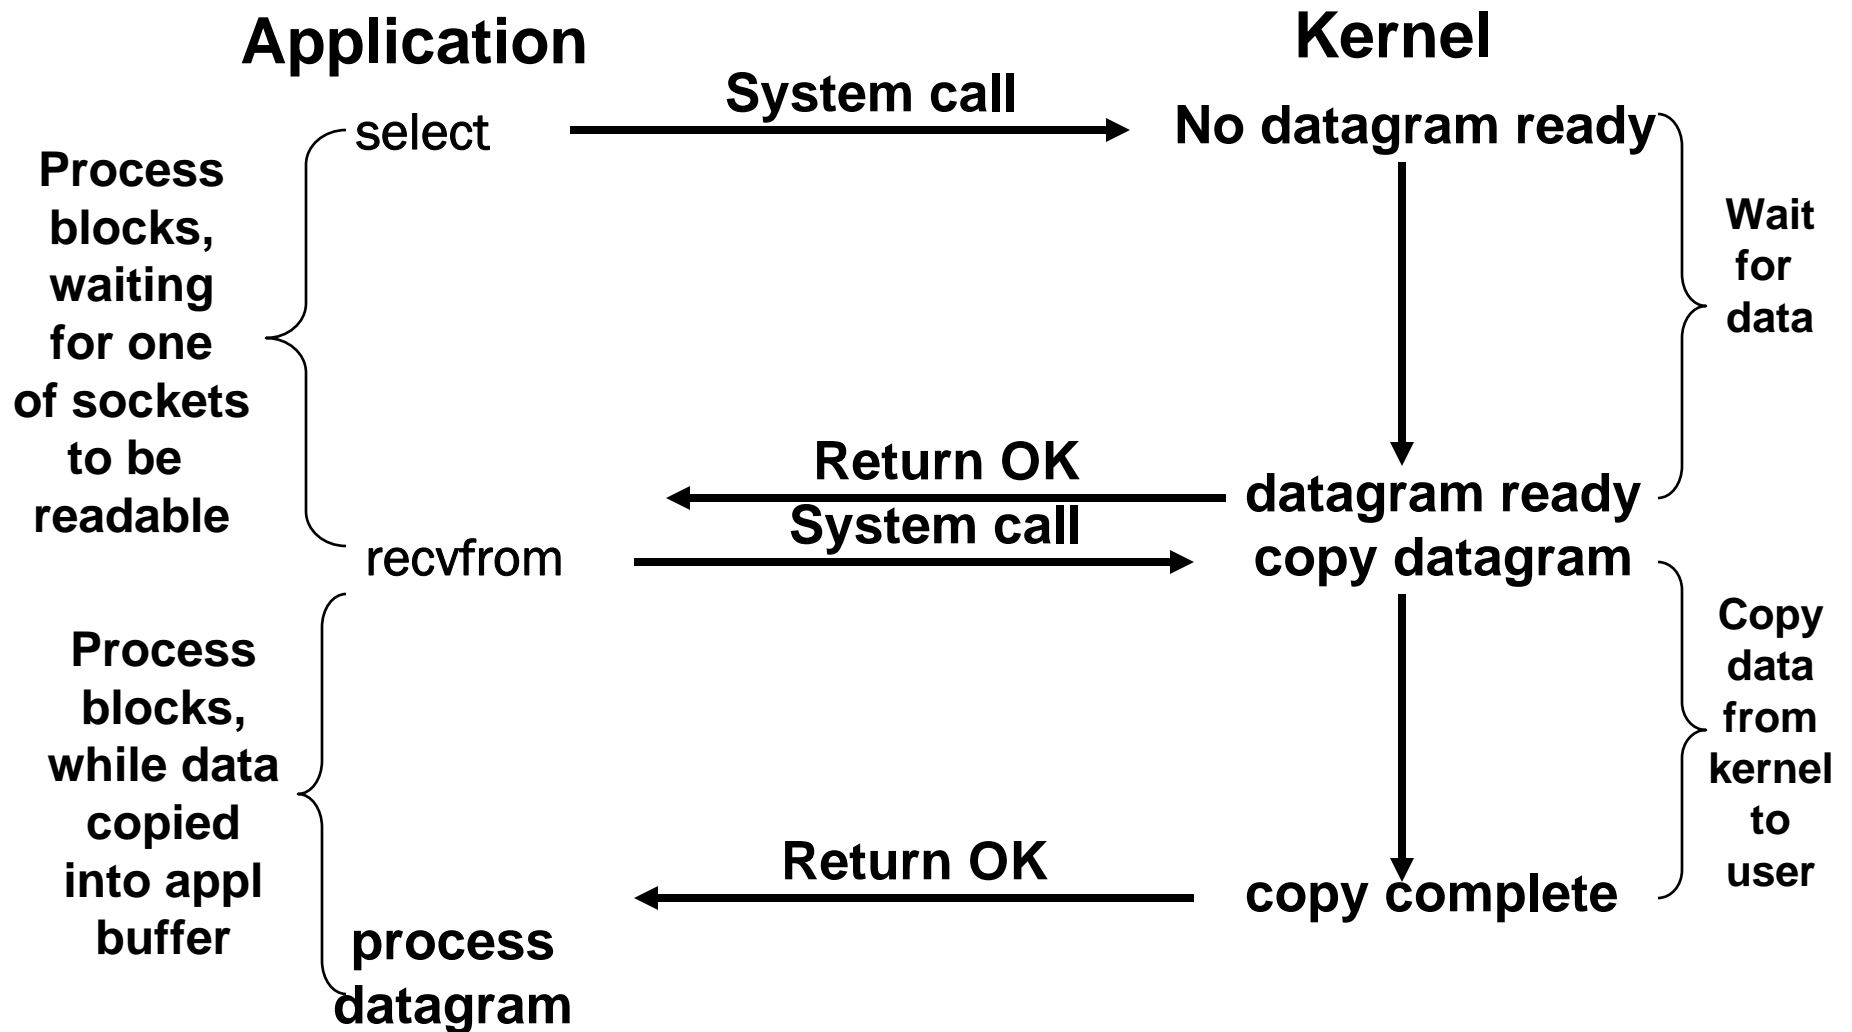 Application
Kernel
System call
select
No datagram ready
Process
blocks,
waiting
for one
of sockets
to be
readable
Wait
for
data
Return OK
datagram ready
System call
recvfrom
copy datagram
Process
blocks,
while data
copied
into appl
buffer
Copy
data
from
kernel
to
user
Return OK
copy complete
process
datagram